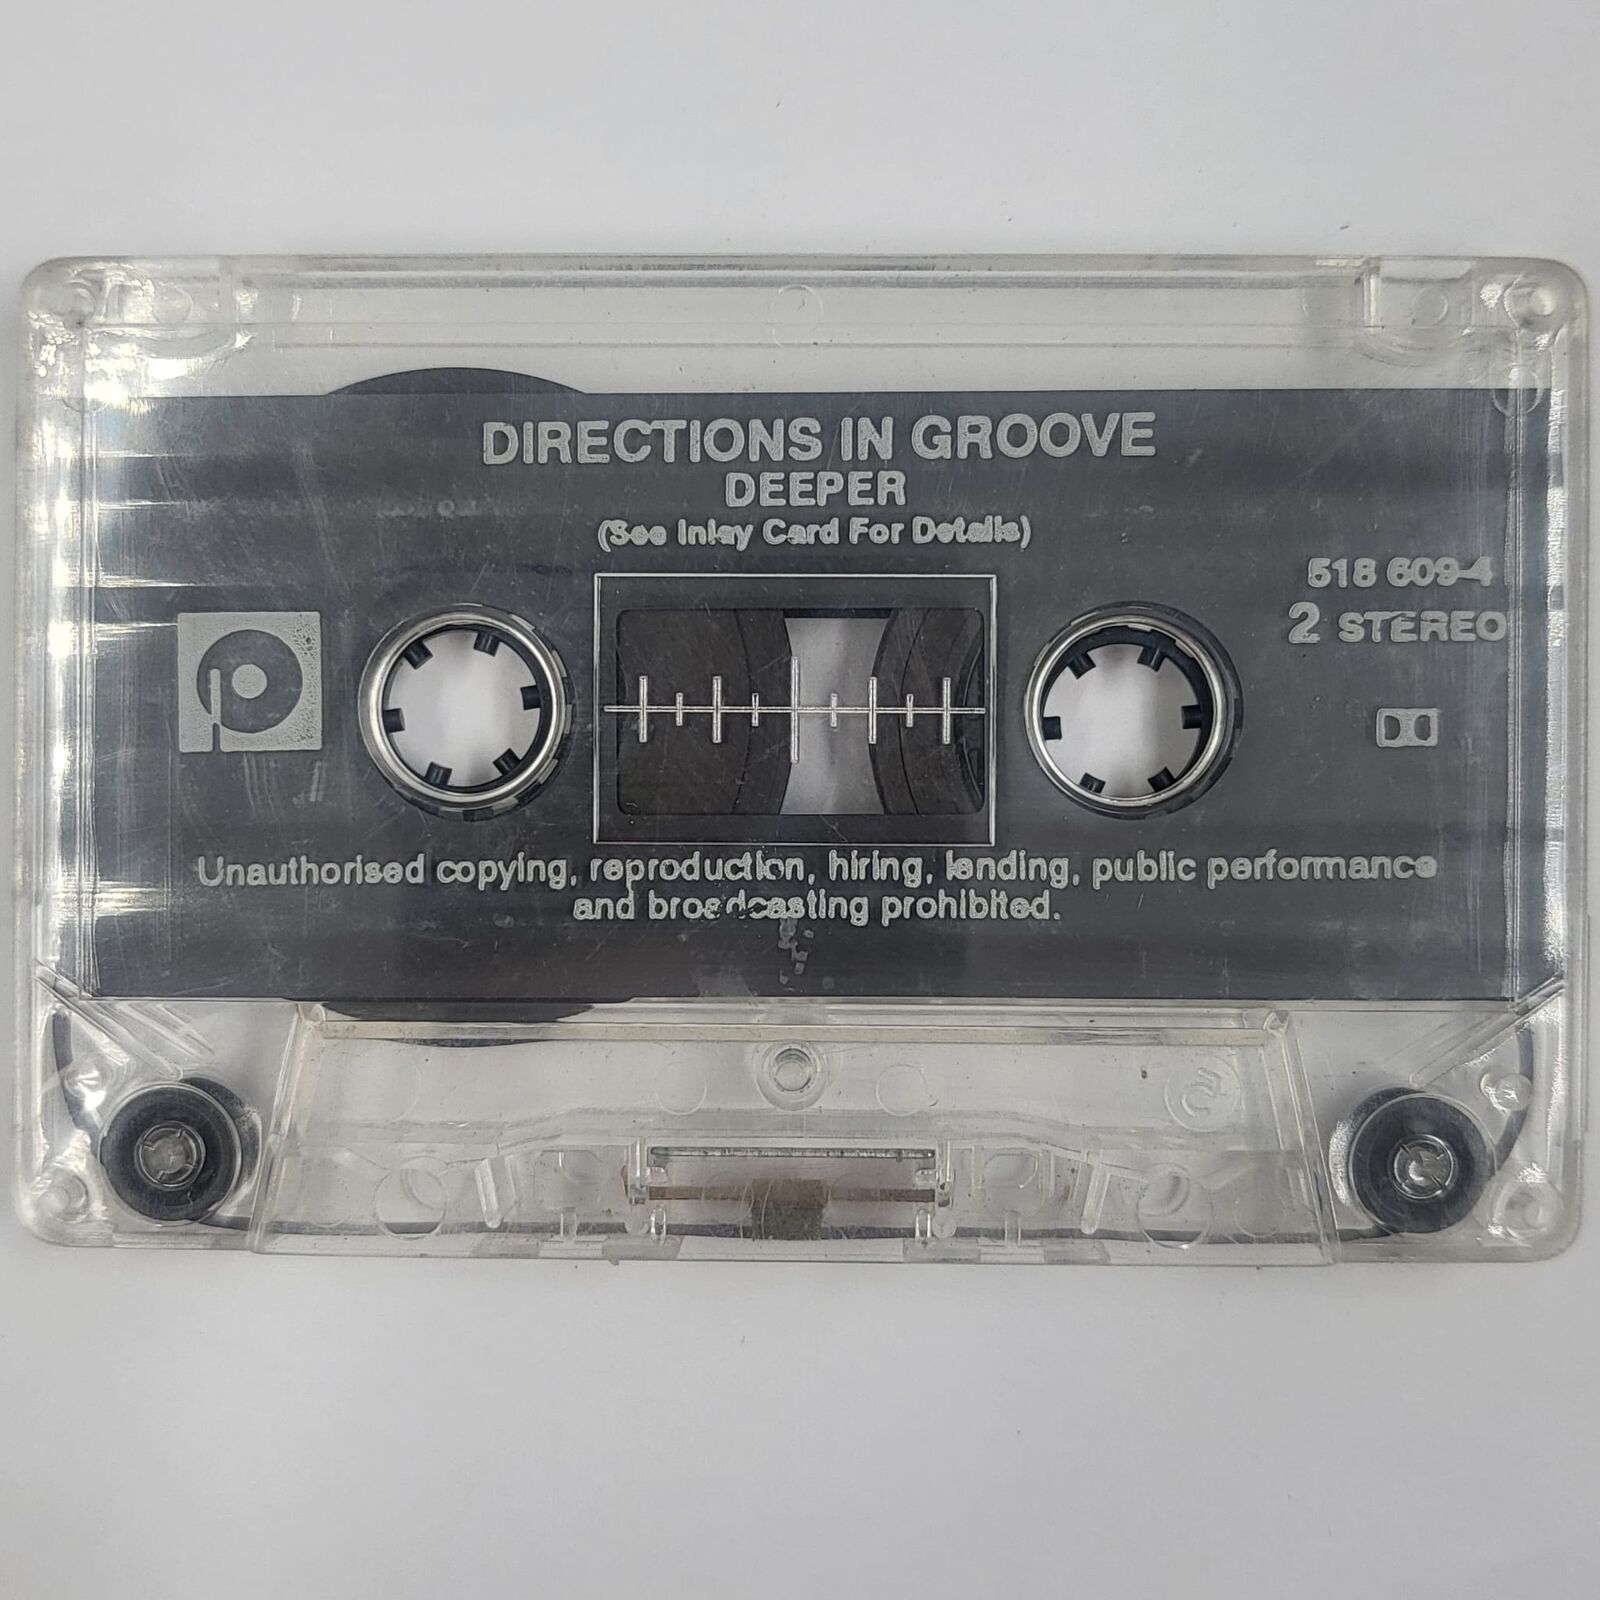 DIRECTIONS IN GROOVE
DEEPER
(See Inlay Card For Details)
518 609-4
2 STEREO
Unauthorised copying, reproduction, hiring, lending, public performance
and broadcasting prohibited.